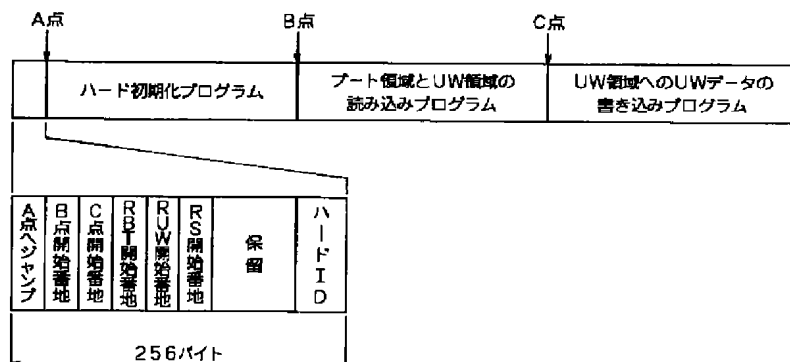 A点
B点
C点
ハード初期化プログラム
ブート領域とUW領域の
読み込みプログラム
UW領域へのUWデータの
書き込みプログラム
A点へジャンプ
B点開始番地
C点開始番地
RBT開始番地
RUW開始番地
RS開始番地
保留
ハードID
256バイト